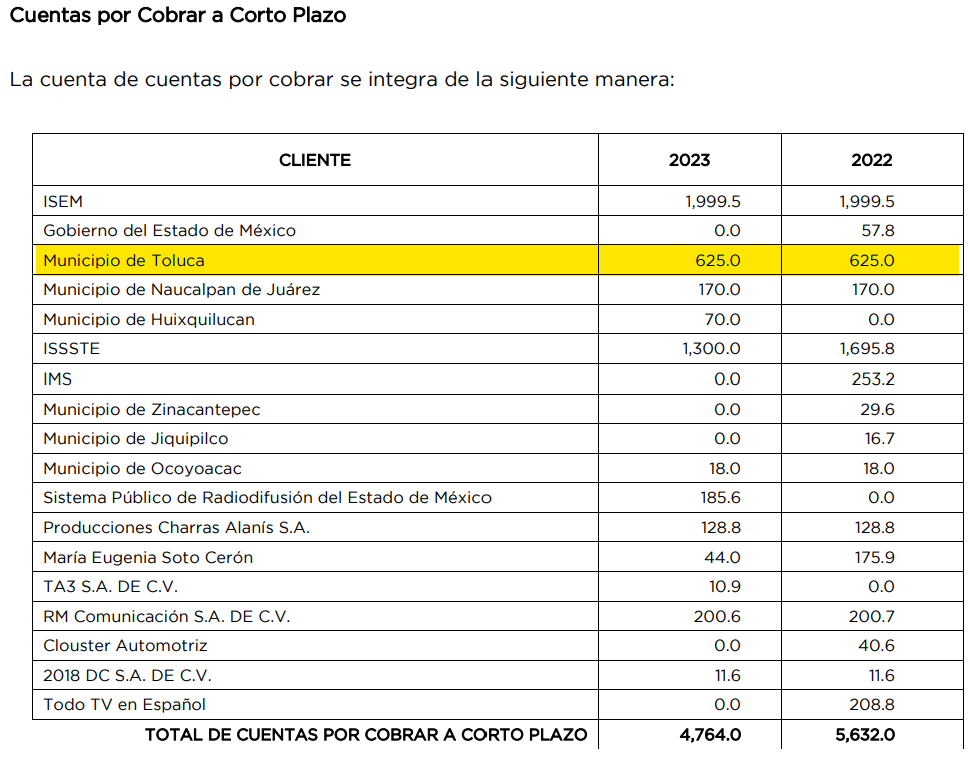 Cuentas por Cobrar a Corto Plazo
La cuenta de cuentas por cobrar se integra de la siguiente manera:
CLIENTE 2023 2022
ISEM 1,999.5 1,999.5
Gobierno del Estado de México 0.0 57.8
Municipio de Toluca 625.0 625.0
Municipio de Naucalpan de Juárez 170.0 170.0
Municipio de Huixquilucan 70.0 0.0
ISSSTE 1,300.0 1,695.8
IMS 0.0 253.2
Municipio de Zinacantepec 0.0 29.6
Municipio de Jiquipilco 0.0 16.7
Municipio de Ocoyoacac 18.0 18.0
Sistema Público de Radiodifusión del Estado de México 185.6 0.0
Producciones Charras Alanís S.A. 128.8 128.8
María Eugenia Soto Cerón 44.0 175.9
TA3 S.A. DE C.V. 10.9 0.0
RM Comunicación S.A. DE C.V. 200.6 200.7
Clouster Automotriz 0.0 40.6
2018 DC S.A. DE C.V. 11.6 11.6
Todo TV en Español 0.0 208.8
TOTAL DE CUENTAS POR COBRAR A CORTO PLAZO 4,764.0 5,632.0